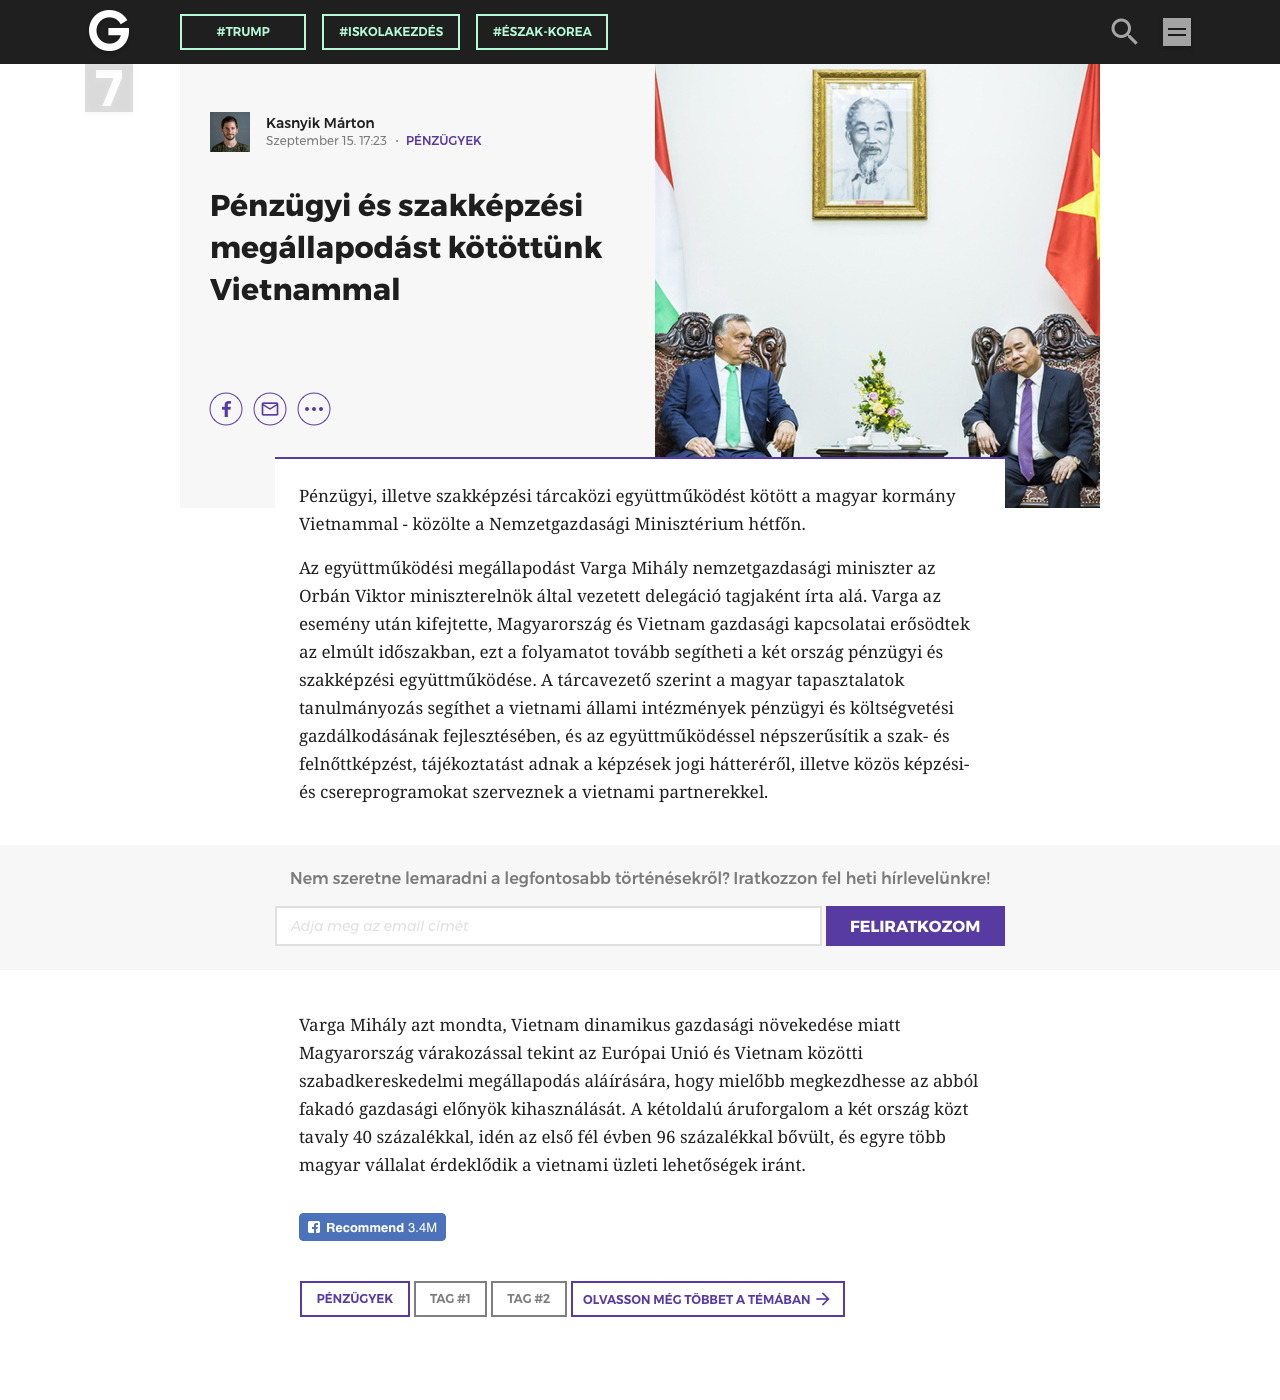 G
#TRUMP
#ISKOLAKEZDÉS
#ÉSZAK-KOREA
7
Kasnyik Márton
Szeptember 15. 17:23 · PÉNZÜGYEK
Pénzügyi és szakképzési
megállapodást kötöttünk
Vietnammal
Pénzügyi, illetve szakképzési tárcaközi együttműködést kötött a magyar kormány
Vietnammal - közölte a Nemzetgazdasági Minisztérium hétfőn.
Az együttműködési megállapodást Varga Mihály nemzetgazdasági miniszter az
Orbán Viktor miniszterelnök által vezetett delegáció tagjaként írta alá. Varga az
esemény után kifejtette, Magyarország és Vietnam gazdasági kapcsolatai erősödtek
az elmúlt időszakban, ezt a folyamatot tovább segítheti a két ország pénzügyi és
szakképzési együttműködése. A tárcavezető szerint a magyar tapasztalatok
tanulmányozás segíthet a vietnami állami intézmények pénzügyi és költségvetési
gazdálkodásának fejlesztésében, és az együttműködéssel népszerűsítik a szak- és
felnőttképzést, tájékoztatást adnak a képzések jogi hátteréről, illetve közös képzési-
és csereprogramokat szerveznek a vietnami partnerekkel.
Nem szeretne lemaradni a legfontosabb történésekről? Iratkozzon fel heti hírlevelünkre!
Adja meg az email címét
FELIRATKOZOM
Varga Mihály azt mondta, Vietnam dinamikus gazdasági növekedése miatt
Magyarország várakozással tekint az Európai Unió és Vietnam közötti
szabadkereskedelmi megállapodás aláírására, hogy mielőbb megkezdhesse az abból
fakadó gazdasági előnyök kihasználását. A kétoldalú áruforgalom a két ország közt
tavaly 40 százalékkal, idén az első fél évben 96 százalékkal bővült, és egyre több
magyar vállalat érdeklődik a vietnami üzleti lehetőségek iránt.
Recommend 3.4M
PÉNZÜGYEK
TAG #1
TAG #2
OLVASSON MÉG TÖBBET A TÉMÁBAN